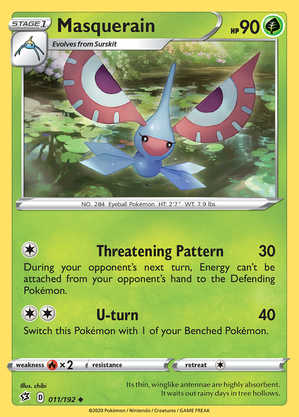 STAGE 1 Masquerain HP 90
Evolves from Surskit
NO. 284 Eyeball Pokémon HT: 2'7" WT: 7.9 lbs.
Threatening Pattern 30
During your opponent's next turn, Energy can't be
attached from your opponent's hand to the Defending
Pokémon.
U-turn 40
Switch this Pokémon with 1 of your Benched Pokémon.
weakness × 2 resistance retreat
Illus. chibi
D 011/192
Its thin, winglike antennae are highly absorbent.
It waits out rainy days in tree hollows.
©2020 Pokémon / Nintendo / Creatures / GAME FREAK